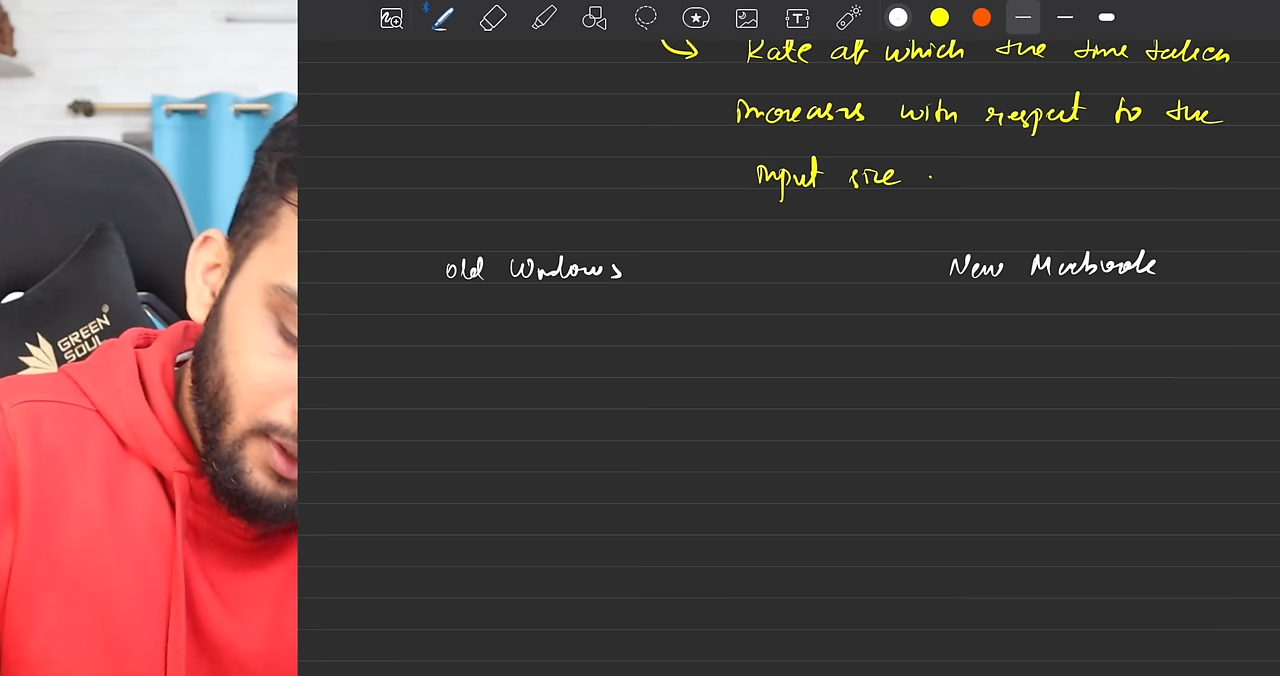 Rate at which the time taken
increases with respect to the
input size .
Old Windows
New Macbook
GREEN
SOUL
®
T